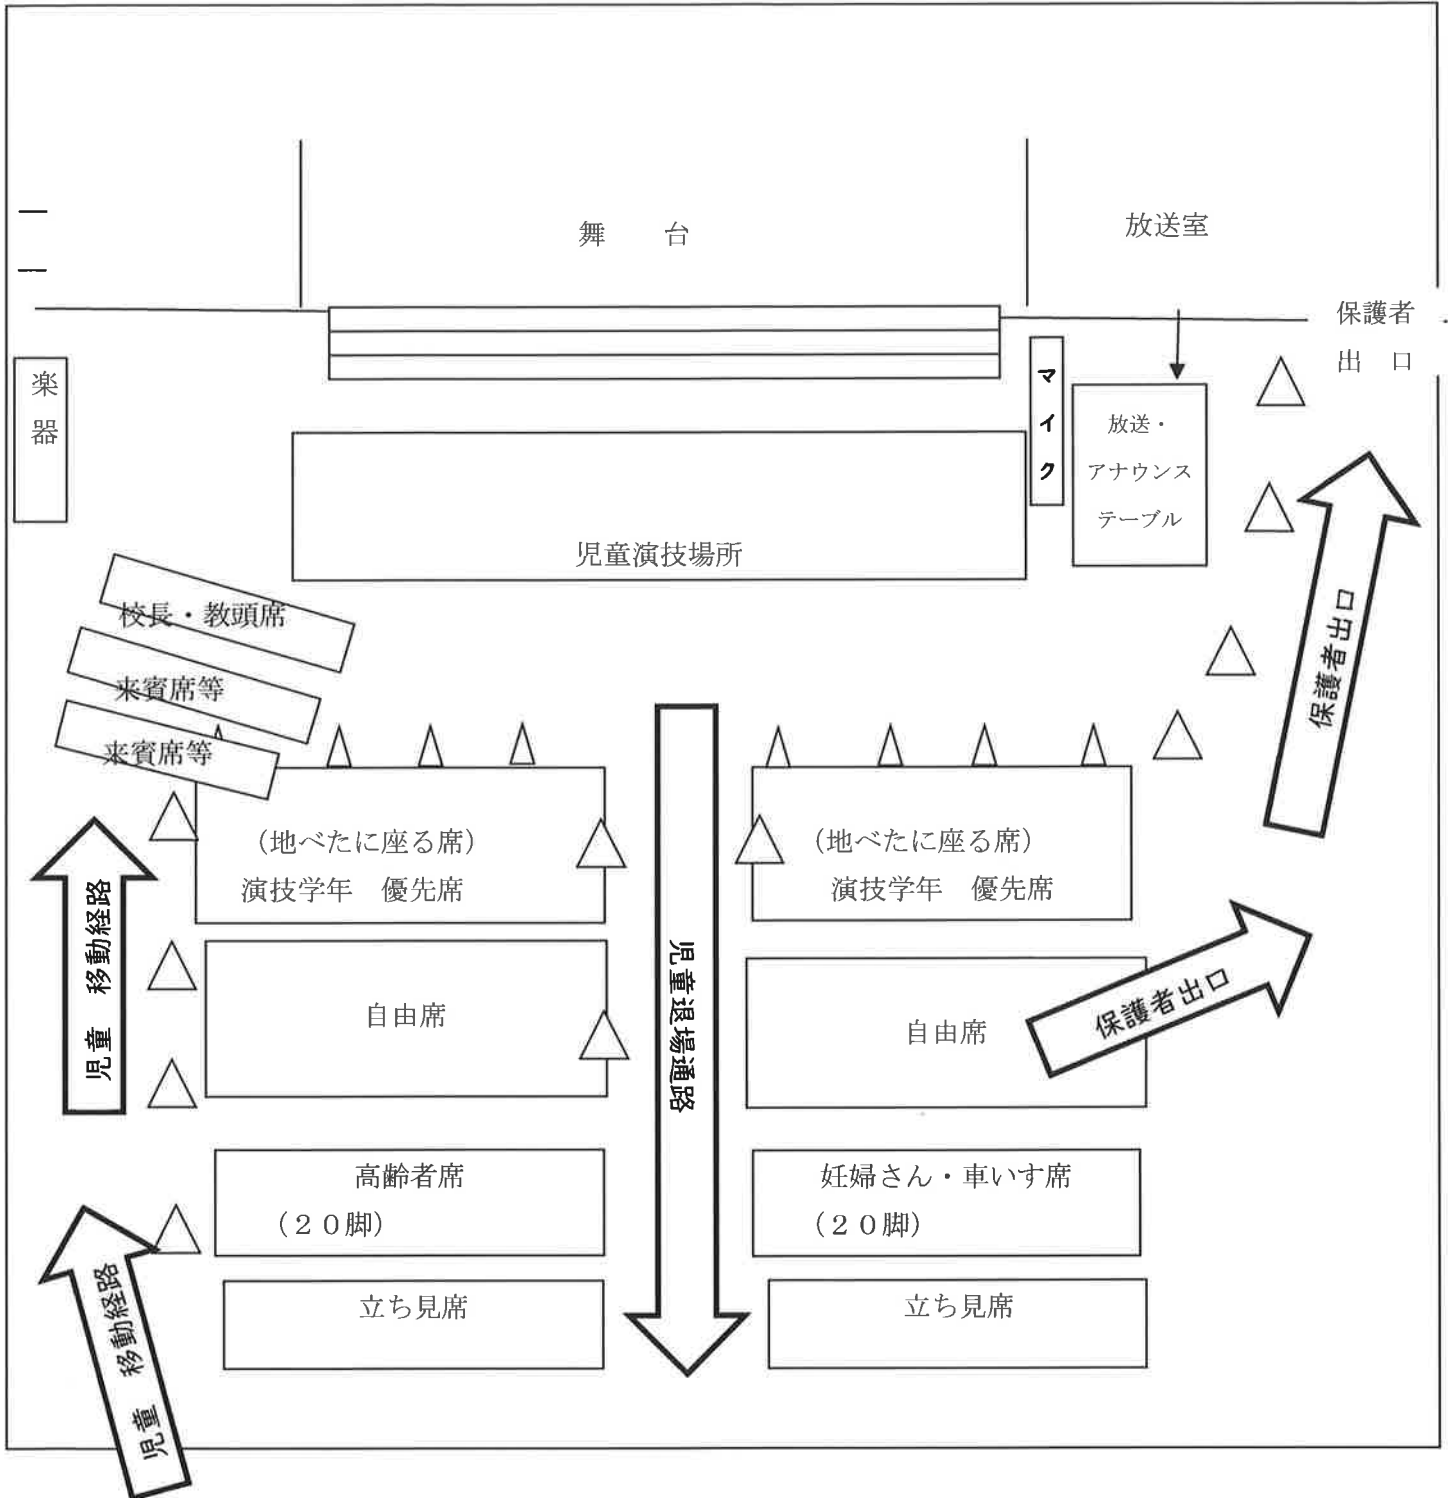 舞　　台
放送室
保護者
出　口
楽
器
マイク
放送・
アナウンス
テーブル
児童演技場所
校長・教頭席
来賓席等
来賓席等
保護者出口
（地べたに座る席）
演技学年　優先席
（地べたに座る席）
演技学年　優先席
児童　移動経路
児童退場通路
自由席
自由席
保護者出口
高齢者席
（２０脚）
妊婦さん・車いす席
（２０脚）
立ち見席
立ち見席
児童　移動経路